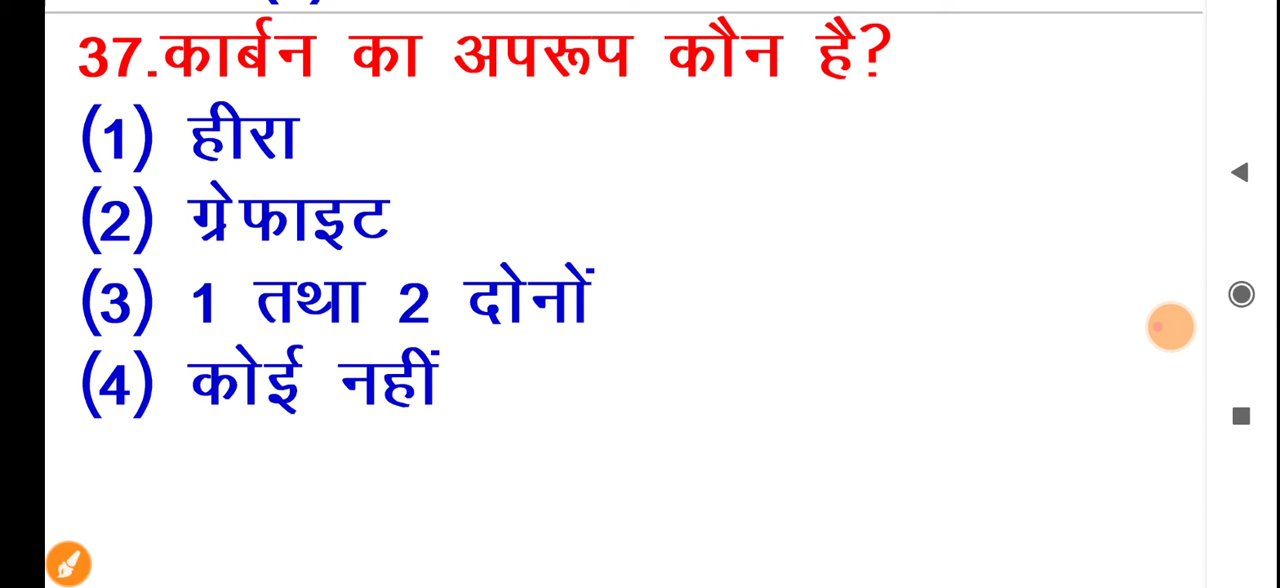 37.कार्बन का अपरूप कौन है?
(1) हीरा
(2) ग्रेफाइट
(3) 1 तथा 2 दोनों
(4) कोई नहीं